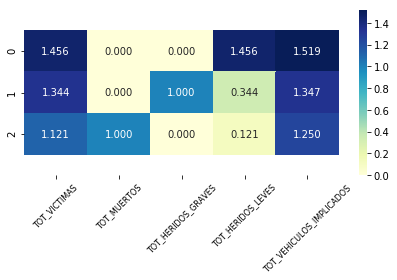 0 1.456 0.000 0.000 1.456 1.519
1 1.344 0.000 1.000 0.344 1.347
2 1.121 1.000 0.000 0.121 1.250
TOT_VICTIMAS TOT_MUERTOS TOT_HERIDOS_GRAVES TOT_HERIDOS_LEVES TOT_VEHICULOS_IMPLICADOS
1.4
1.2
1.0
0.8
0.6
0.4
0.2
0.0